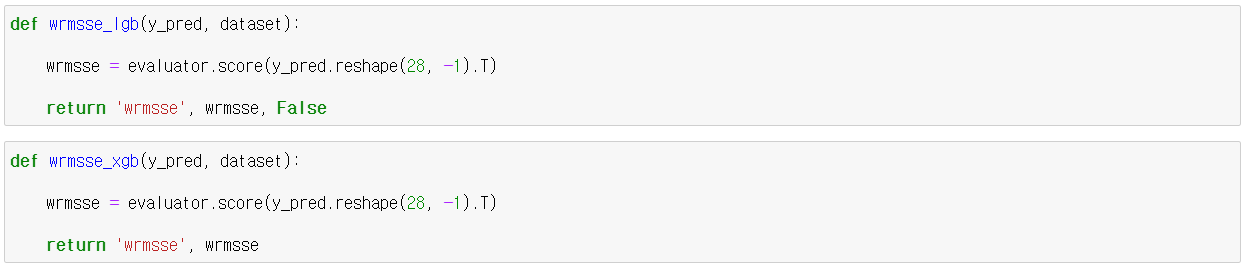 def wrmsse_lgb(y_pred, dataset):
    wrmsse = evaluator.score(y_pred.reshape(28, -1).T)
    return 'wrmsse', wrmsse, False
def wrmsse_xgb(y_pred, dataset):
    wrmsse = evaluator.score(y_pred.reshape(28, -1).T)
    return 'wrmsse', wrmsse